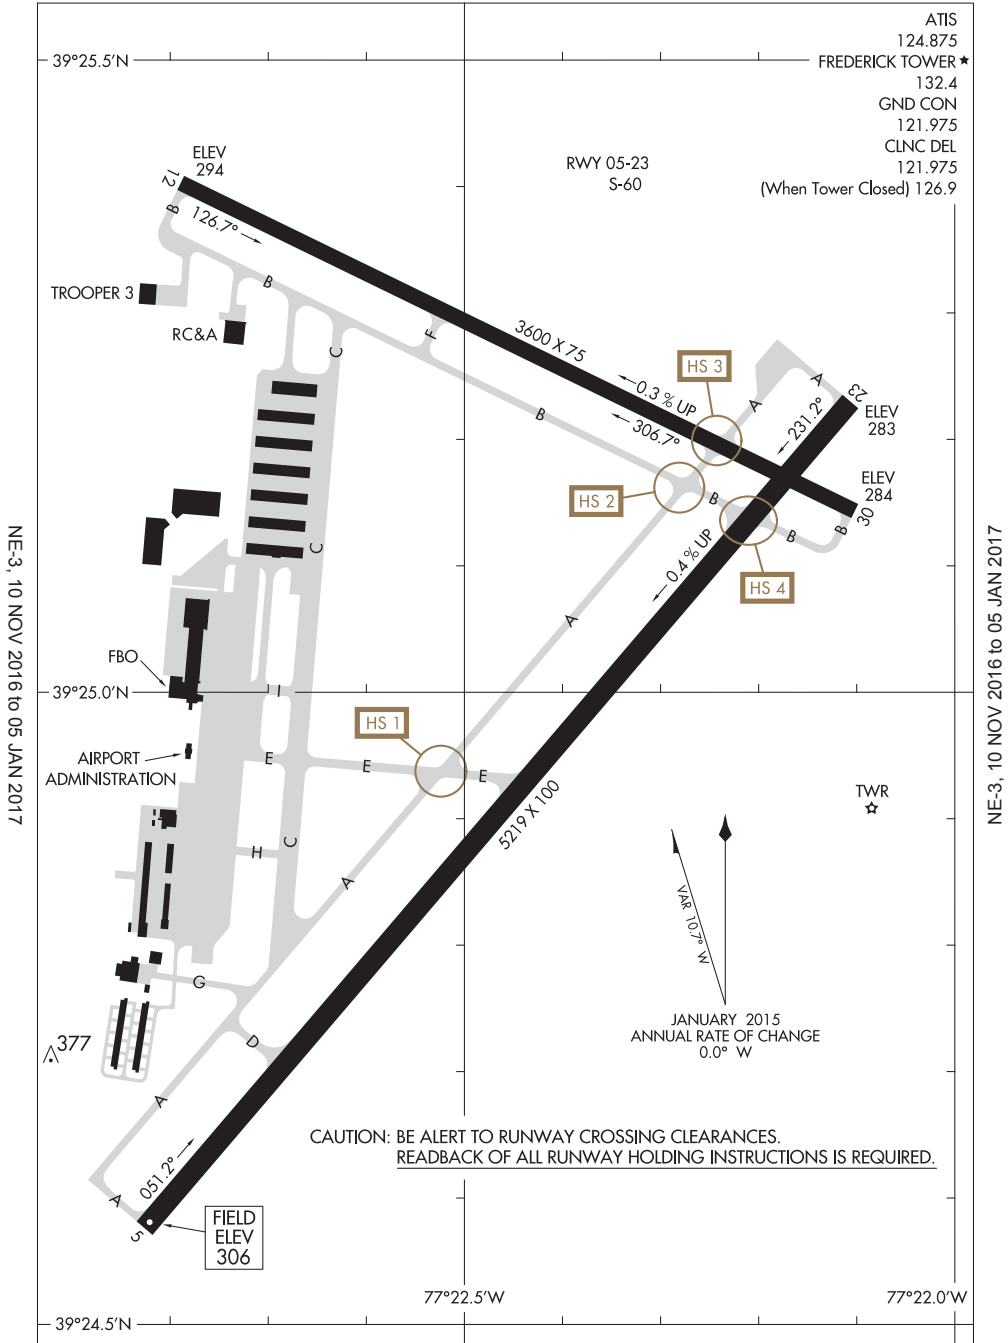 ATIS
124.875
39°25.5'N
FREDERICK TOWER ★
132.4
GND CON
121.975
CLNC DEL
121.975
(When Tower Closed) 126.9
RWY 05-23
S-60
ELEV
294
12
B
126.7°
TROOPER 3
B
RC&A
C
F
3600 X 75
HS 3
0.3 % UP
306.7°
B
A
A
23
231.2°
ELEV
283
HS 2
B
ELEV
284
30
B
B
HS 4
0.4% UP
C
A
FBO
39°25.0'N
I
HS 1
AIRPORT
ADMINISTRATION
E
E
E
5219 X 100
TWR
H
C
A
VAR 10.7° W
G
JANUARY 2015
ANNUAL RATE OF CHANGE
0.0° W
377
D
A
CAUTION: BE ALERT TO RUNWAY CROSSING CLEARANCES.
READBACK OF ALL RUNWAY HOLDING INSTRUCTIONS IS REQUIRED.
051.2°
A
5
FIELD
ELEV
306
77°22.5'W
77°22.0'W
39°24.5'N
NE-3, 10 NOV 2016 to 05 JAN 2017
NE-3, 10 NOV 2016 to 05 JAN 2017